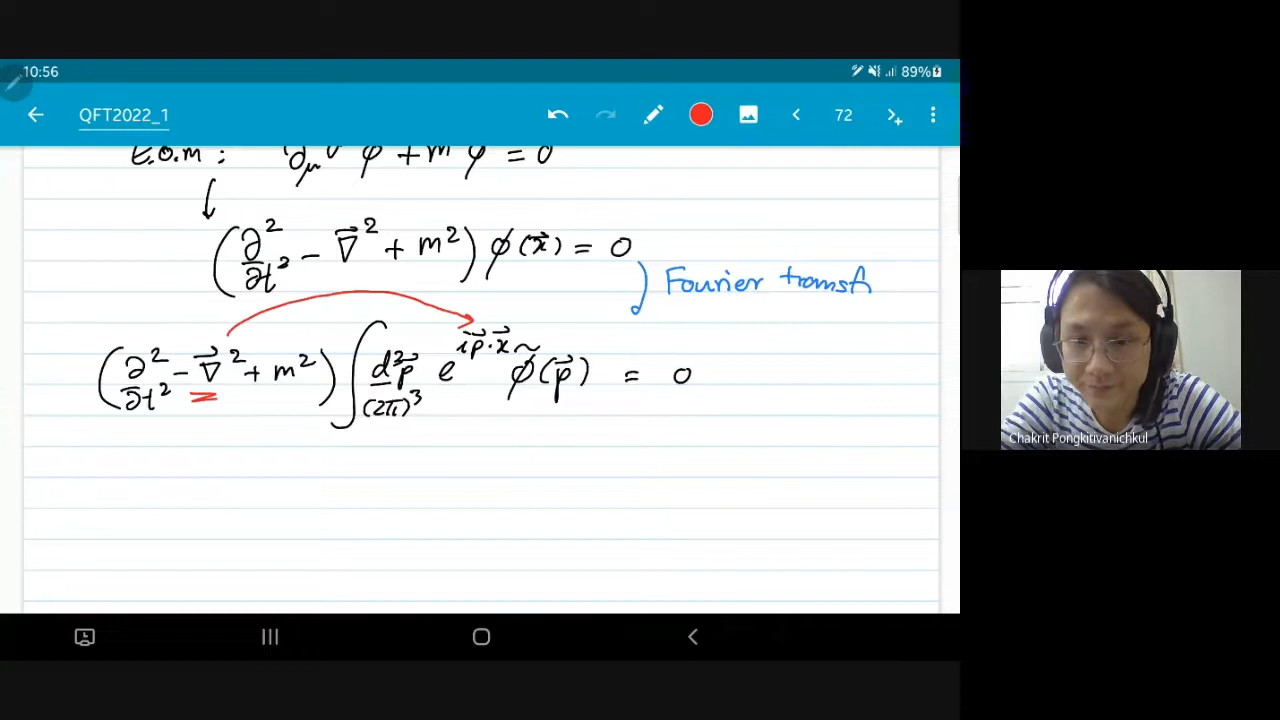 10:56 89%
QFT2022_1 72
E.O.m : ∂_μ ∂^μ φ + m² φ = 0
(∂²/∂t² − ∇⃗² + m²) φ(x⃗) = 0
Fourier transf
(∂²/∂t² − ∇⃗² + m²) ∫ d³p⃗/(2π)³ e^{ip⃗·x⃗} φ̃(p⃗) = 0
Chakrit Pongkitivanichkul